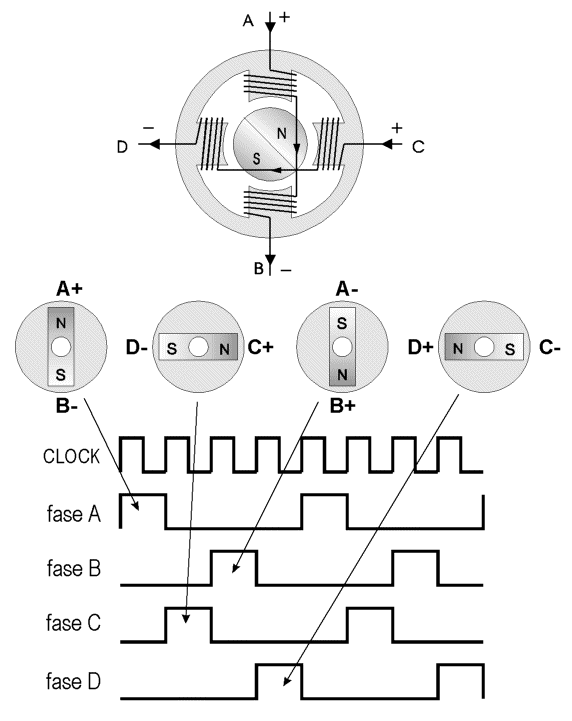 A +
N
D − S + C
B −
A+ A-
N S
D- S N C+ D+ N S C-
S N
B- B+
CLOCK
fase A
fase B
fase C
fase D